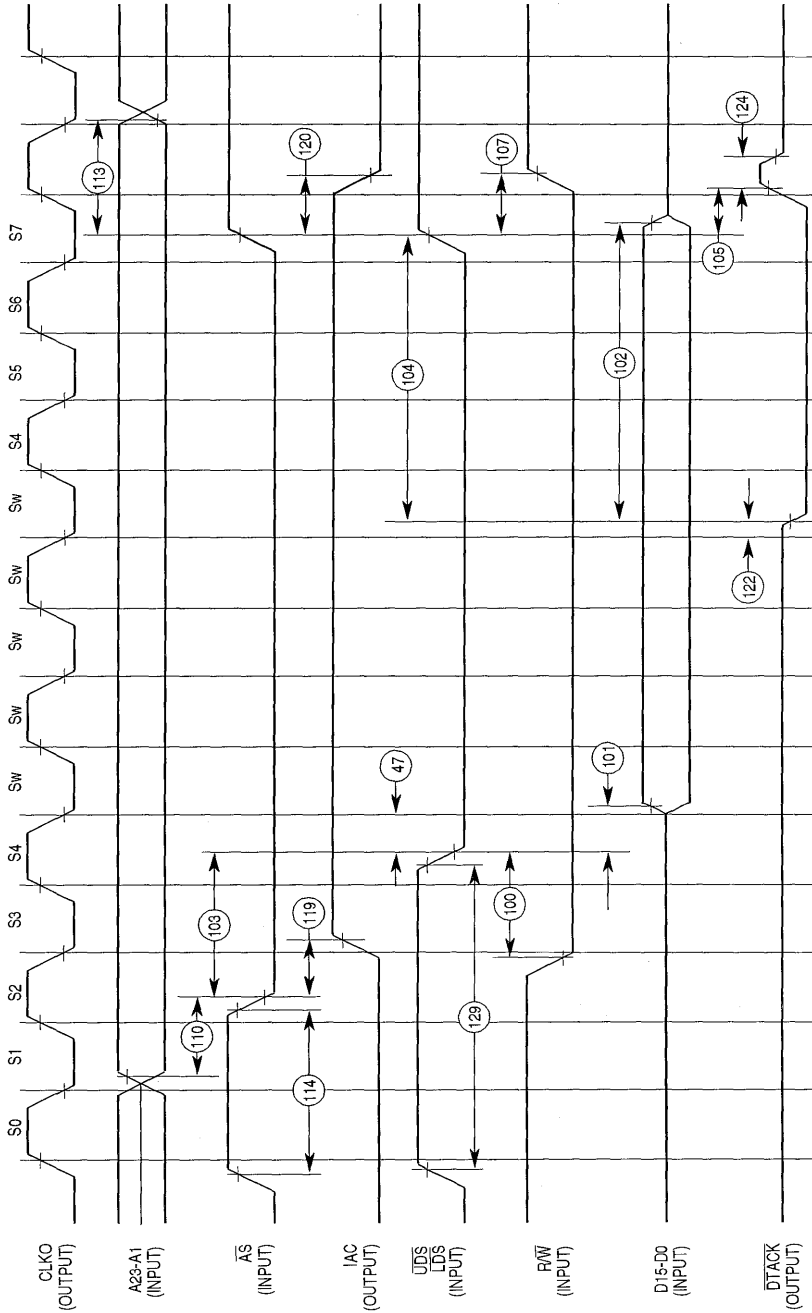 S0 S1 S2 S3 S4 Sw Sw Sw Sw Sw S4 S5 S6 S7
CLKO
(OUTPUT)
A23-A1
(INPUT)
113
110
103
AS
(INPUT)
114
119
120
IAC
(OUTPUT)
47
104
UDS
LDS
(INPUT)
129
100
107
R/W
(INPUT)
101
102
D15-D0
(INPUT)
105
122
124
DTACK
(OUTPUT)